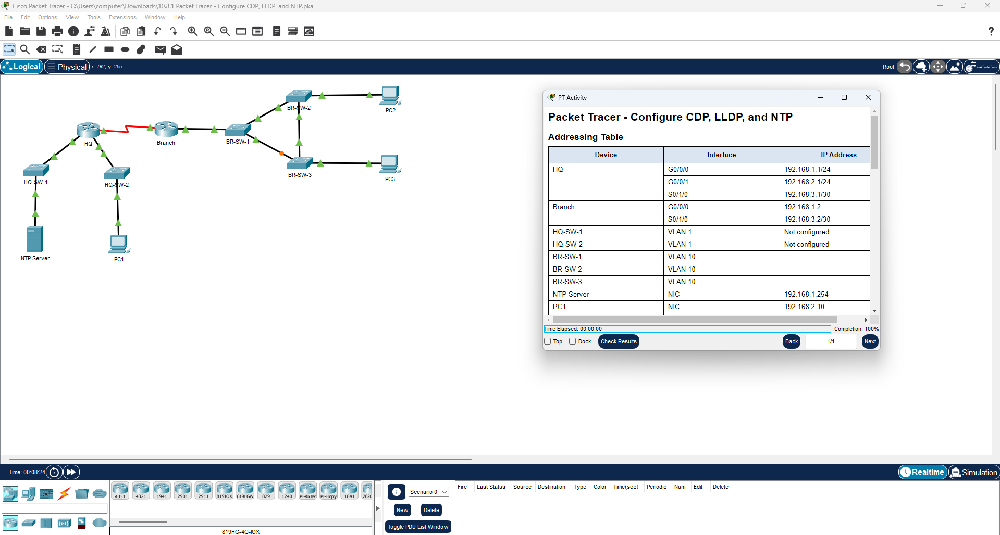 Cisco Packet Tracer - C:\Users\computer\Downloads\10.8.1 Packet Tracer - Configure CDP, LLDP, and NTP.pka
File Edit Options View Tools Extensions Window Help
Logical Physical x: 792, y: 255 Root
BR-SW-2
PC2
HQ
Branch
BR-SW-1
BR-SW-3
PC3
HQ-SW-1
HQ-SW-2
NTP Server
PC1
PT Activity
Packet Tracer - Configure CDP, LLDP, and NTP
Addressing Table
Device Interface IP Address
HQ G0/0/0 192.168.1.1/24
G0/0/1 192.168.2.1/24
S0/1/0 192.168.3.1/30
Branch G0/0/0 192.168.1.2
S0/1/0 192.168.3.2/30
HQ-SW-1 VLAN 1 Not configured
HQ-SW-2 VLAN 1 Not configured
BR-SW-1 VLAN 10
BR-SW-2 VLAN 10
BR-SW-3 VLAN 10
NTP Server NIC 192.168.1.254
PC1 NIC 192.168.2.10
Time Elapsed: 00:00:00 Completion: 100%
Top Dock Check Results Back 1/1 Next
Time: 00:08:24 Realtime Simulation
4331 4321 1941 2901 2911 819IOX 819HGW 829 1240 PT-Router PT-Empty 1841 2620
819HG-4G-IOX
Scenario 0
New Delete
Toggle PDU List Window
Fire Last Status Source Destination Type Color Time(sec) Periodic Num Edit Delete